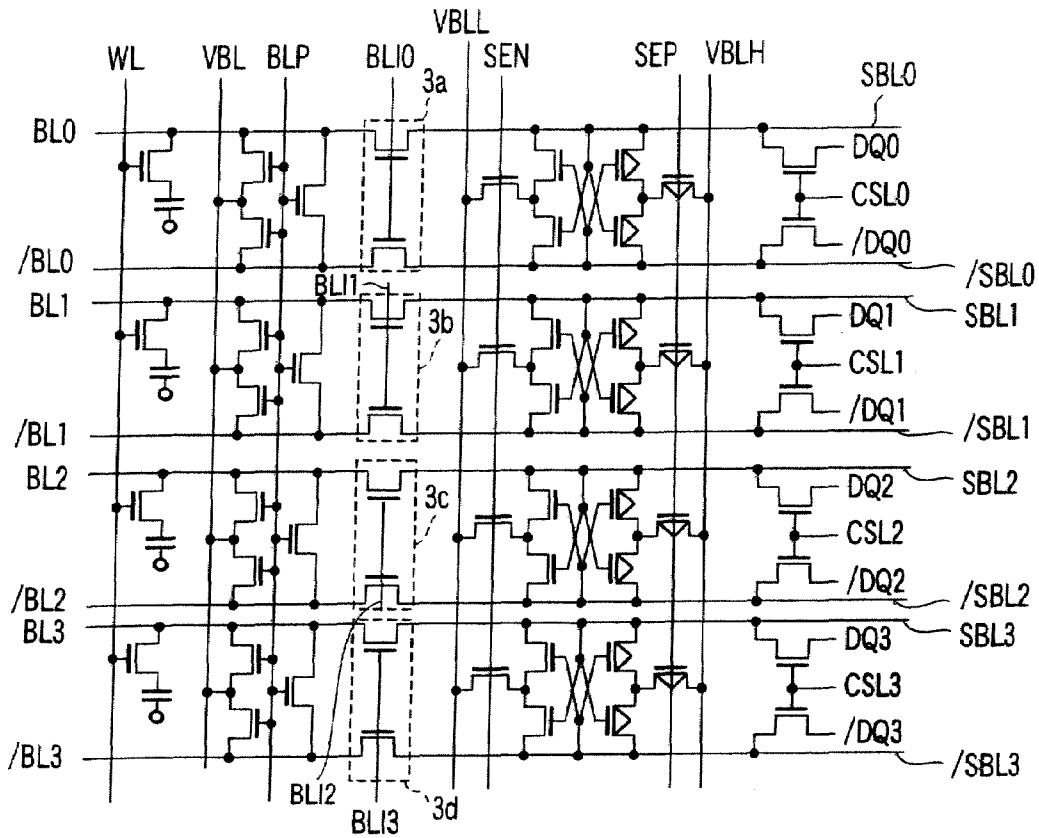 VBLL
WL VBL BLP BLI0 SEN SEP VBLH
3a SBL0
BL0 DQ0
CSL0
/BL0 /DQ0
/SBL0
BLI1
BL1 SBL1
3b DQ1
CSL1
/BL1 /DQ1
/SBL1
BL2 SBL2
3c DQ2
CSL2
/BL2 /DQ2
/SBL2
BL3 SBL3
DQ3
CSL3
/BL3 /DQ3
/SBL3
BLI2 3d
BLI3